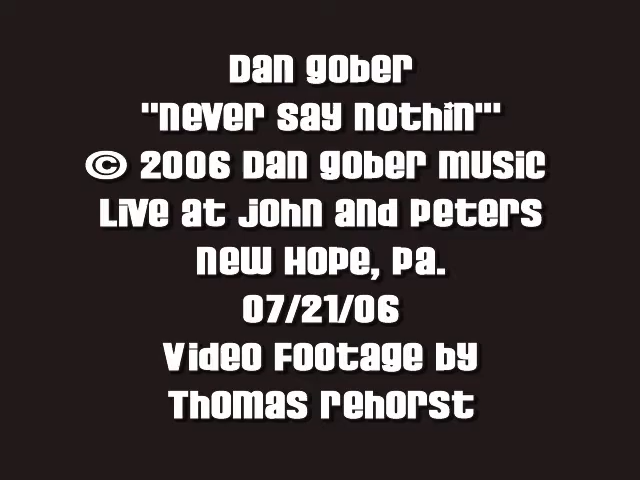 Dan Gober
"Never Say Nothin'"
© 2006 Dan Gober Music
Live at John and Peters
New Hope, Pa.
07/21/06
Video Footage by
Thomas Rehorst